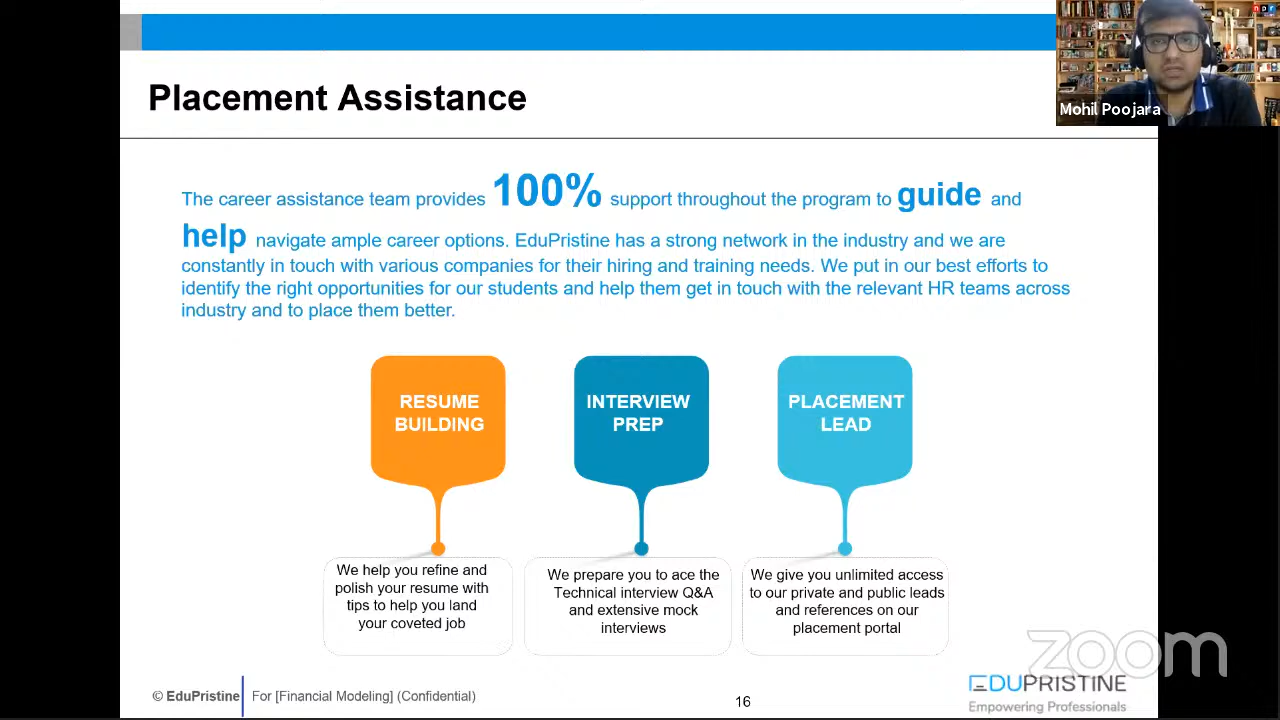 npr
Mohil Poojara
Placement Assistance
The career assistance team provides 100% support throughout the program to guide and
help navigate ample career options. EduPristine has a strong network in the industry and we are
constantly in touch with various companies for their hiring and training needs. We put in our best efforts to
identify the right opportunities for our students and help them get in touch with the relevant HR teams across
industry and to place them better.
RESUME
BUILDING
INTERVIEW
PREP
PLACEMENT
LEAD
We help you refine and
polish your resume with
tips to help you land
your coveted job
We prepare you to ace the
Technical interview Q&A
and extensive mock
interviews
We give you unlimited access
to our private and public leads
and references on our
placement portal
zoom
© EduPristine
For [Financial Modeling] (Confidential)
16
EDUPRISTINE
Empowering Professionals